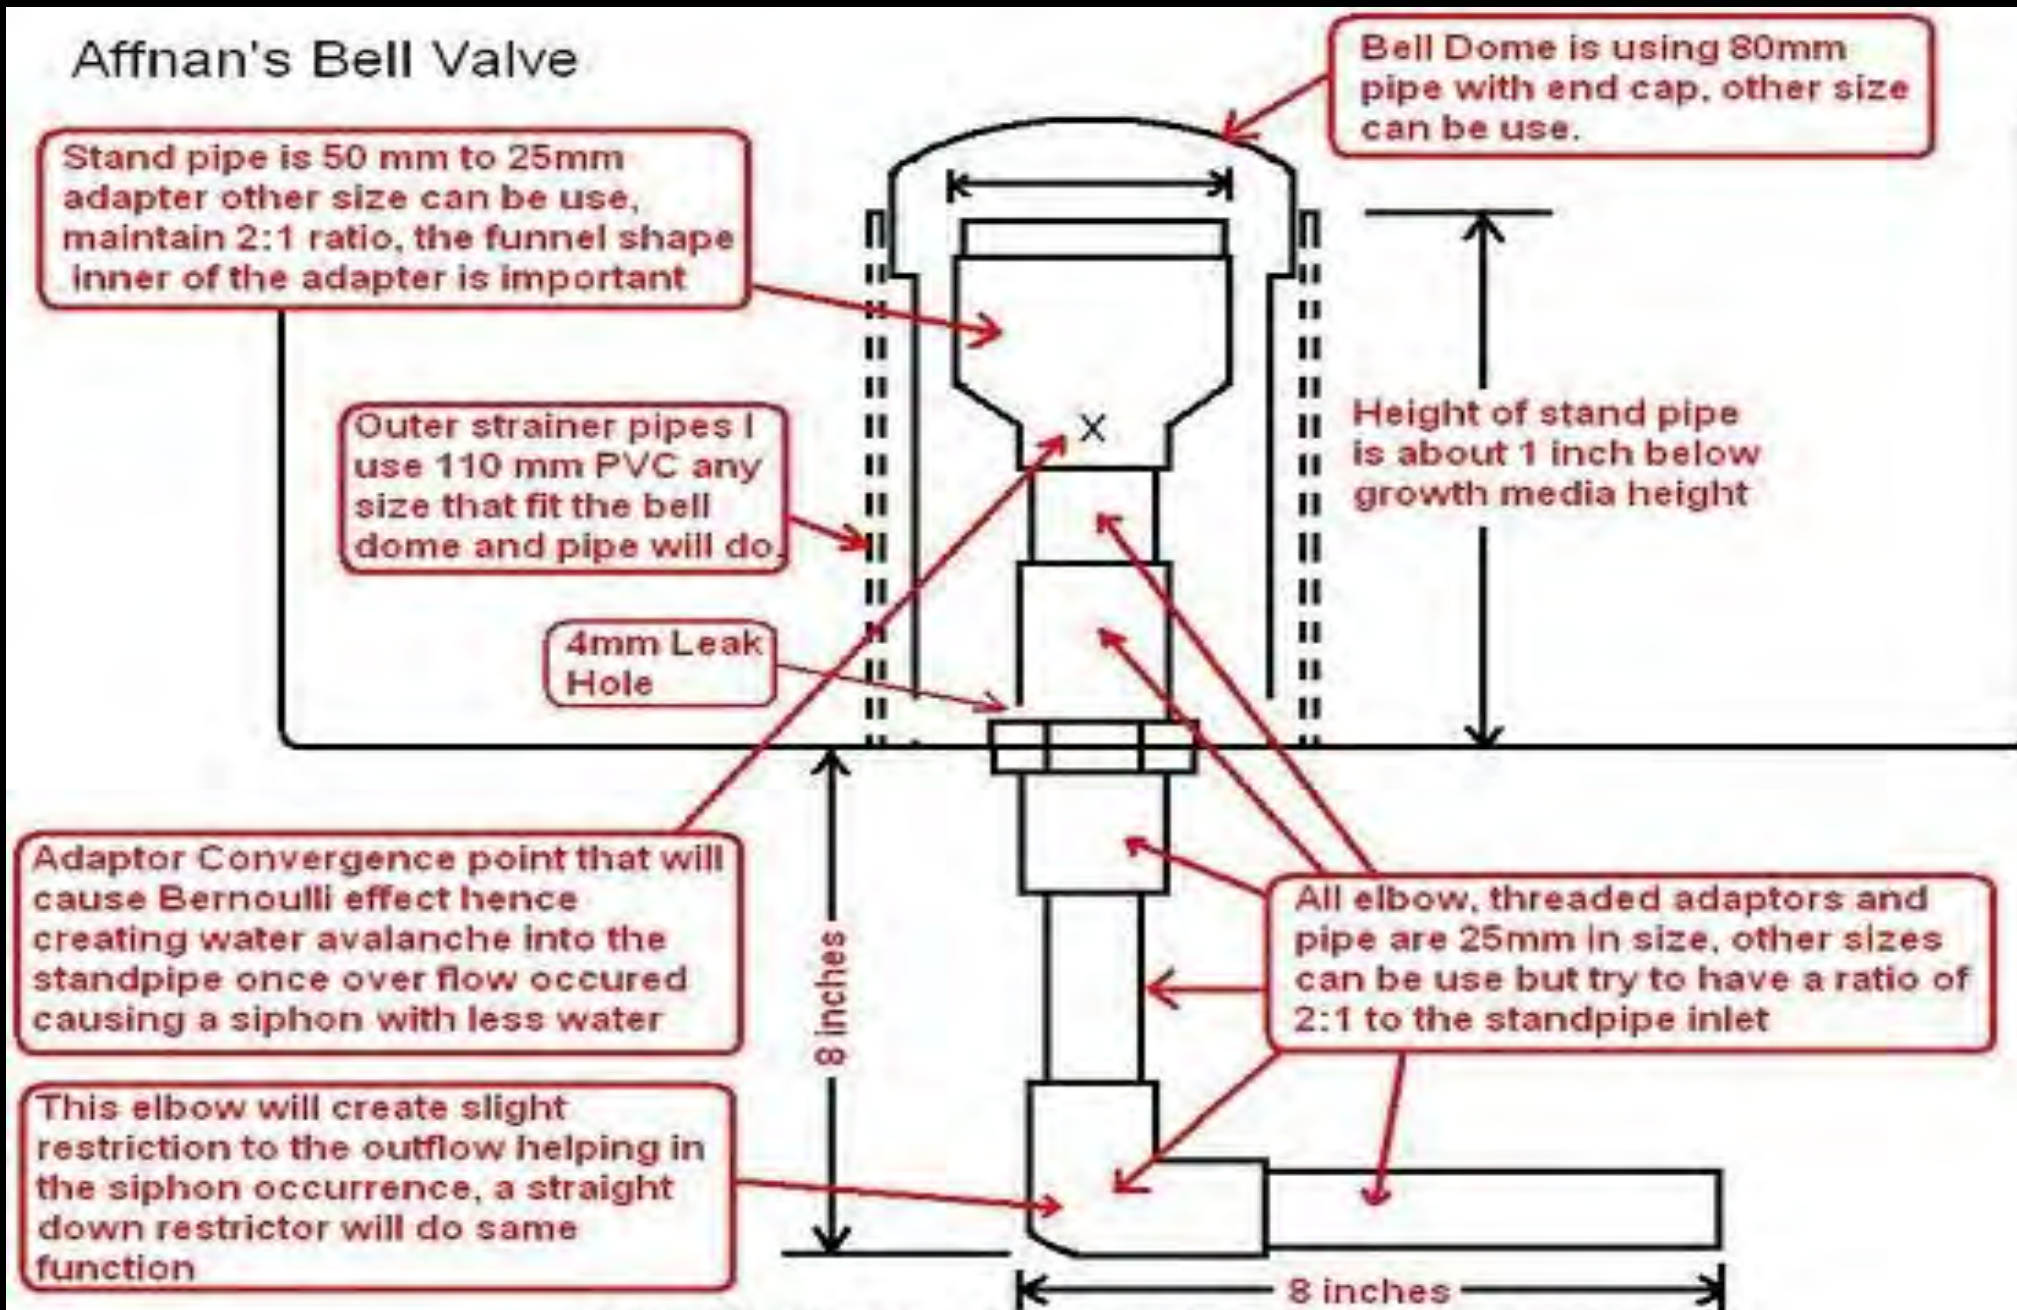 Affnan's Bell Valve
Bell Dome is using 80mm
pipe with end cap, other size
can be use.
Stand pipe is 50 mm to 25mm
adapter other size can be use,
maintain 2:1 ratio, the funnel shape
inner of the adapter is important
Outer strainer pipes I
use 110 mm PVC any
size that fit the bell
dome and pipe will do.
X
Height of stand pipe
is about 1 inch below
growth media height
4mm Leak
Hole
Adaptor Convergence point that will
cause Bernoulli effect hence
creating water avalanche into the
standpipe once over flow occured
causing a siphon with less water
8 inches
All elbow, threaded adaptors and
pipe are 25mm in size, other sizes
can be use but try to have a ratio of
2:1 to the standpipe inlet
This elbow will create slight
restriction to the outflow helping in
the siphon occurrence, a straight
down restrictor will do same
function
8 inches